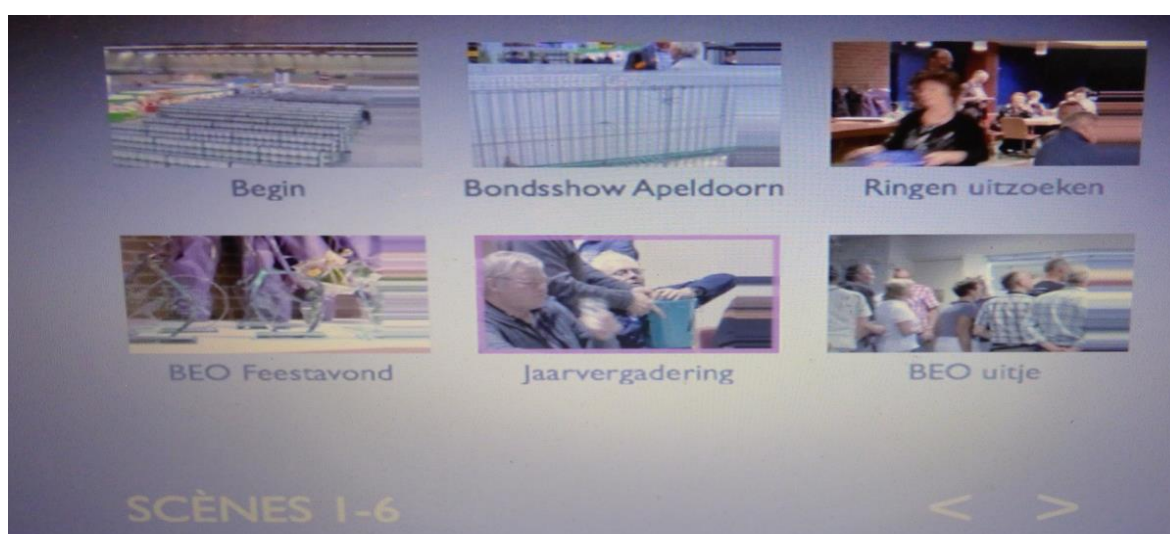 Begin
Bondsshow Apeldoorn
Ringen uitzoeken
BEO Feestavond
Jaarvergadering
BEO uitje
SCÈNES 1-6
< >